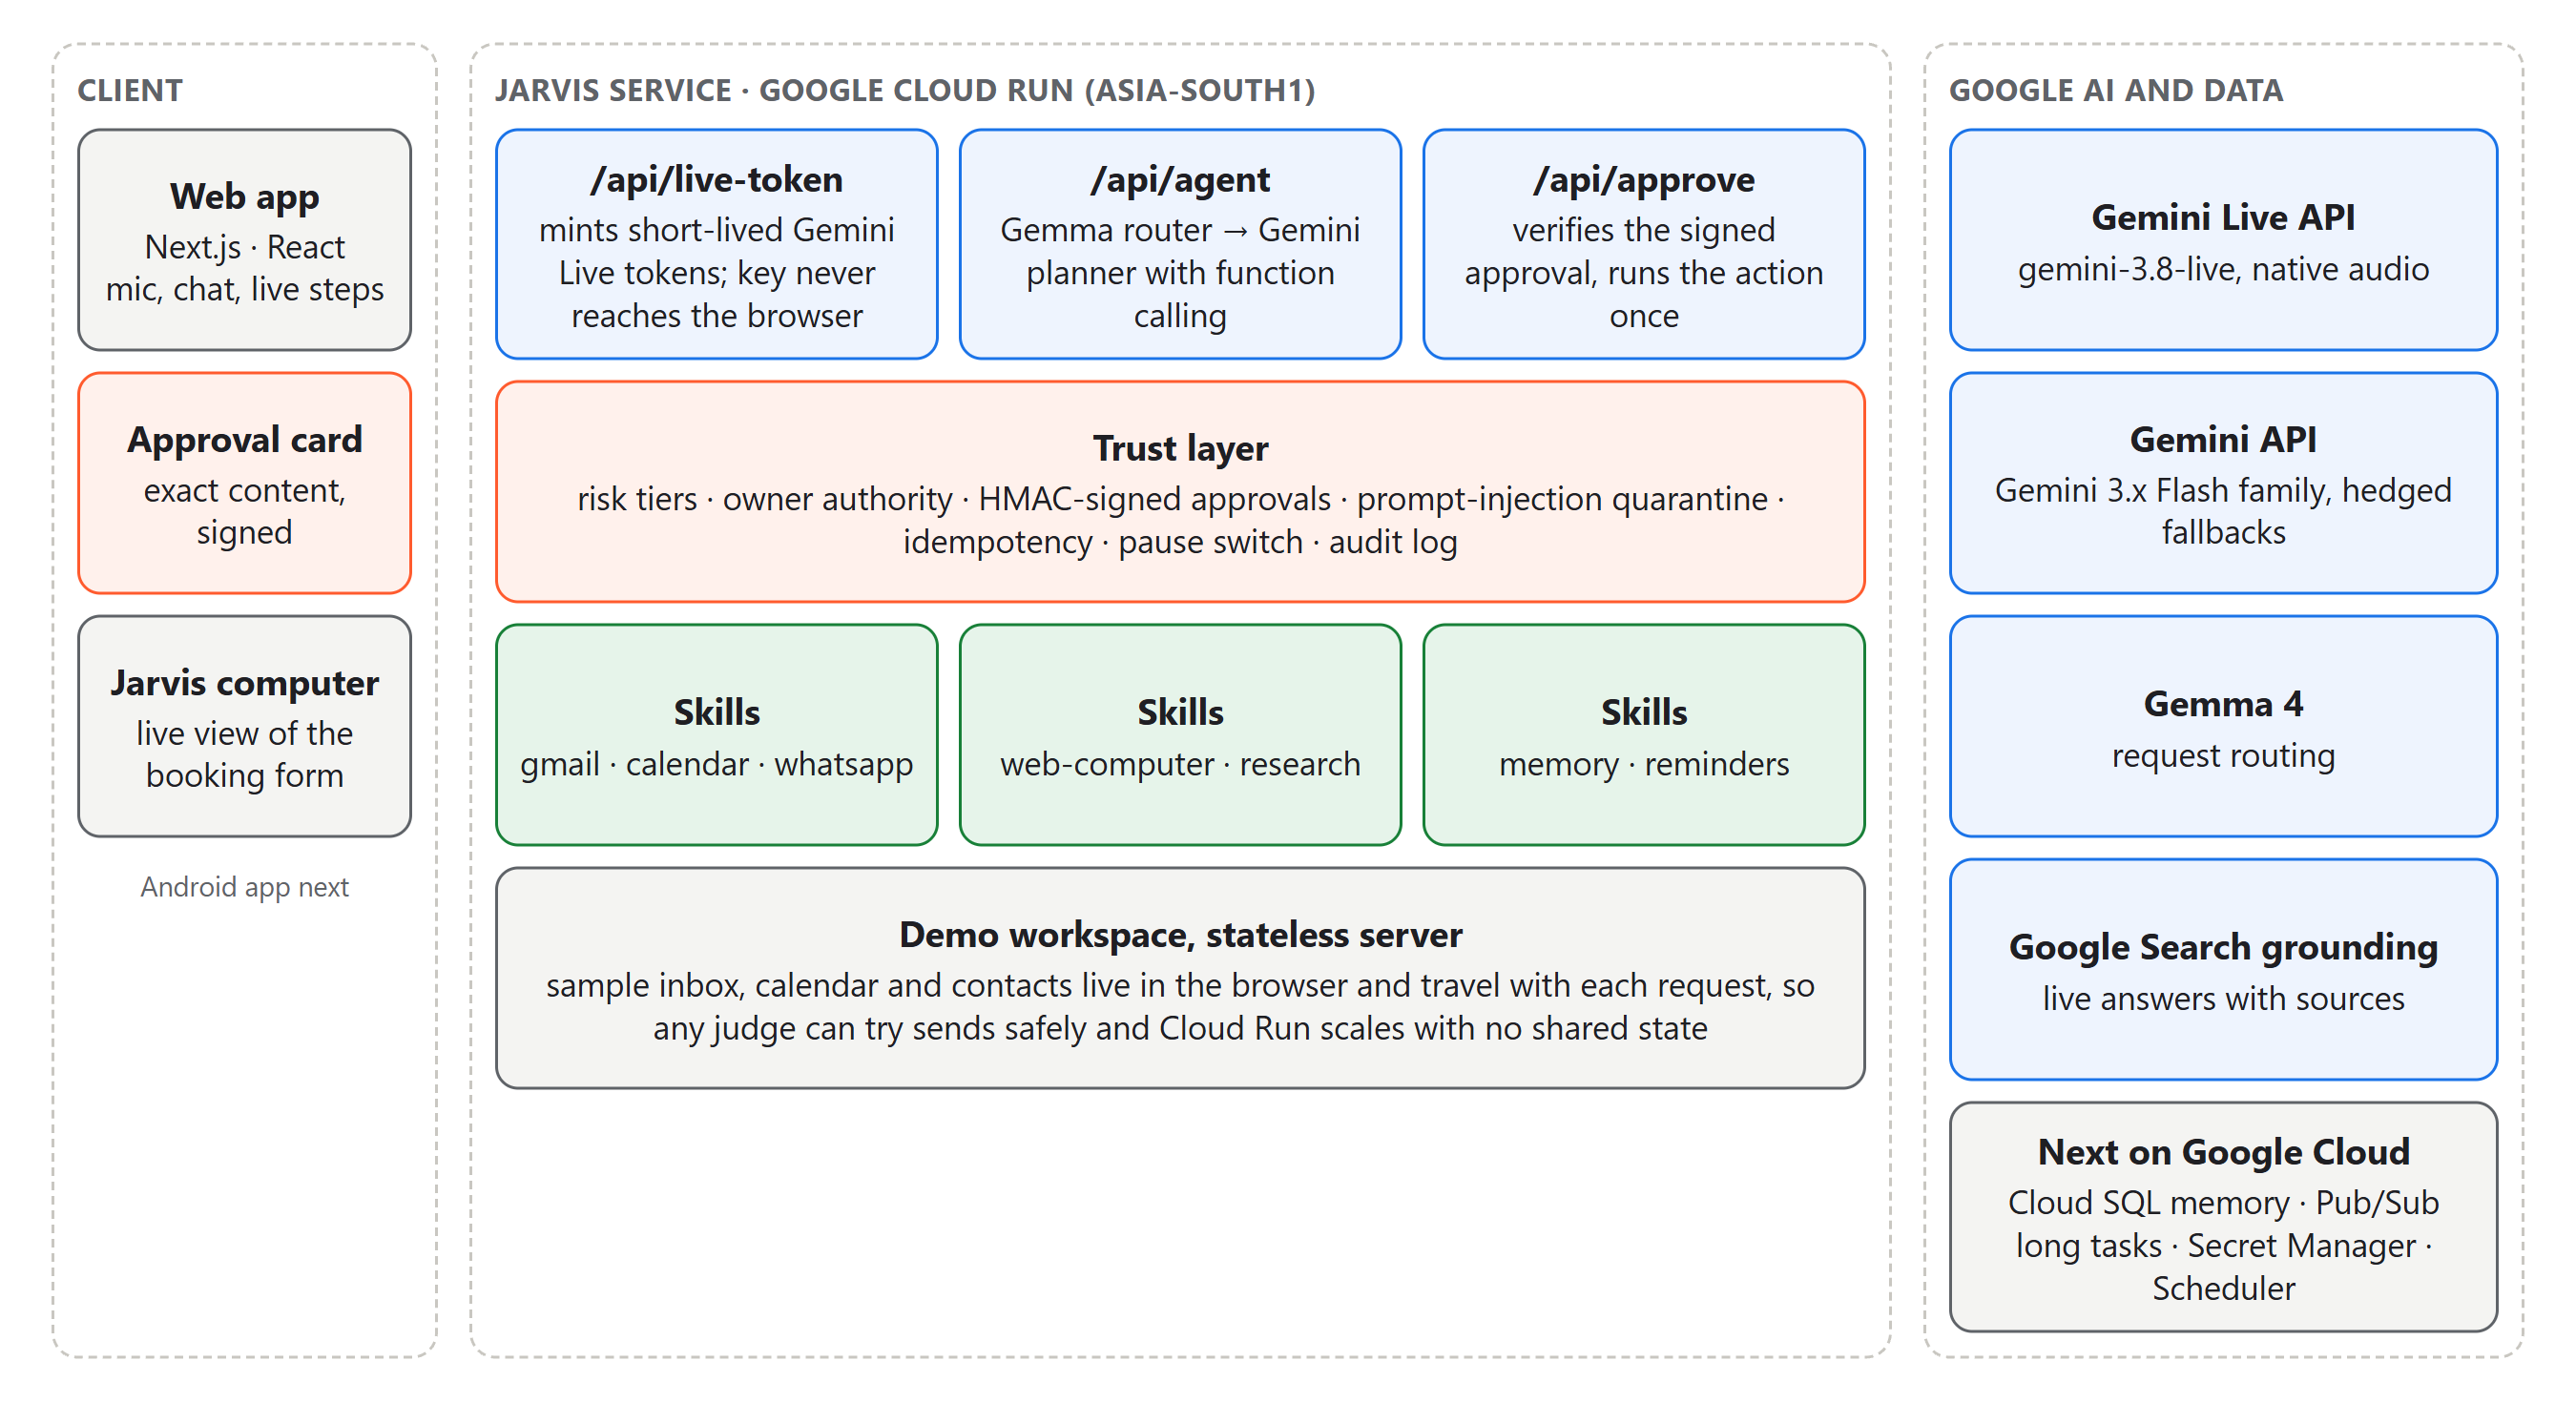 CLIENT
Web app
Next.js · React
mic, chat, live steps
Approval card
exact content,
signed
Jarvis computer
live view of the
booking form
Android app next
JARVIS SERVICE · GOOGLE CLOUD RUN (ASIA-SOUTH1)
/api/live-token
mints short-lived Gemini
Live tokens; key never
reaches the browser
/api/agent
Gemma router → Gemini
planner with function
calling
/api/approve
verifies the signed
approval, runs the action
once
Trust layer
risk tiers · owner authority · HMAC-signed approvals · prompt-injection quarantine ·
idempotency · pause switch · audit log
Skills
gmail · calendar · whatsapp
Skills
web-computer · research
Skills
memory · reminders
Demo workspace, stateless server
sample inbox, calendar and contacts live in the browser and travel with each request, so
any judge can try sends safely and Cloud Run scales with no shared state
GOOGLE AI AND DATA
Gemini Live API
gemini-3.8-live, native audio
Gemini API
Gemini 3.x Flash family, hedged
fallbacks
Gemma 4
request routing
Google Search grounding
live answers with sources
Next on Google Cloud
Cloud SQL memory · Pub/Sub
long tasks · Secret Manager ·
Scheduler